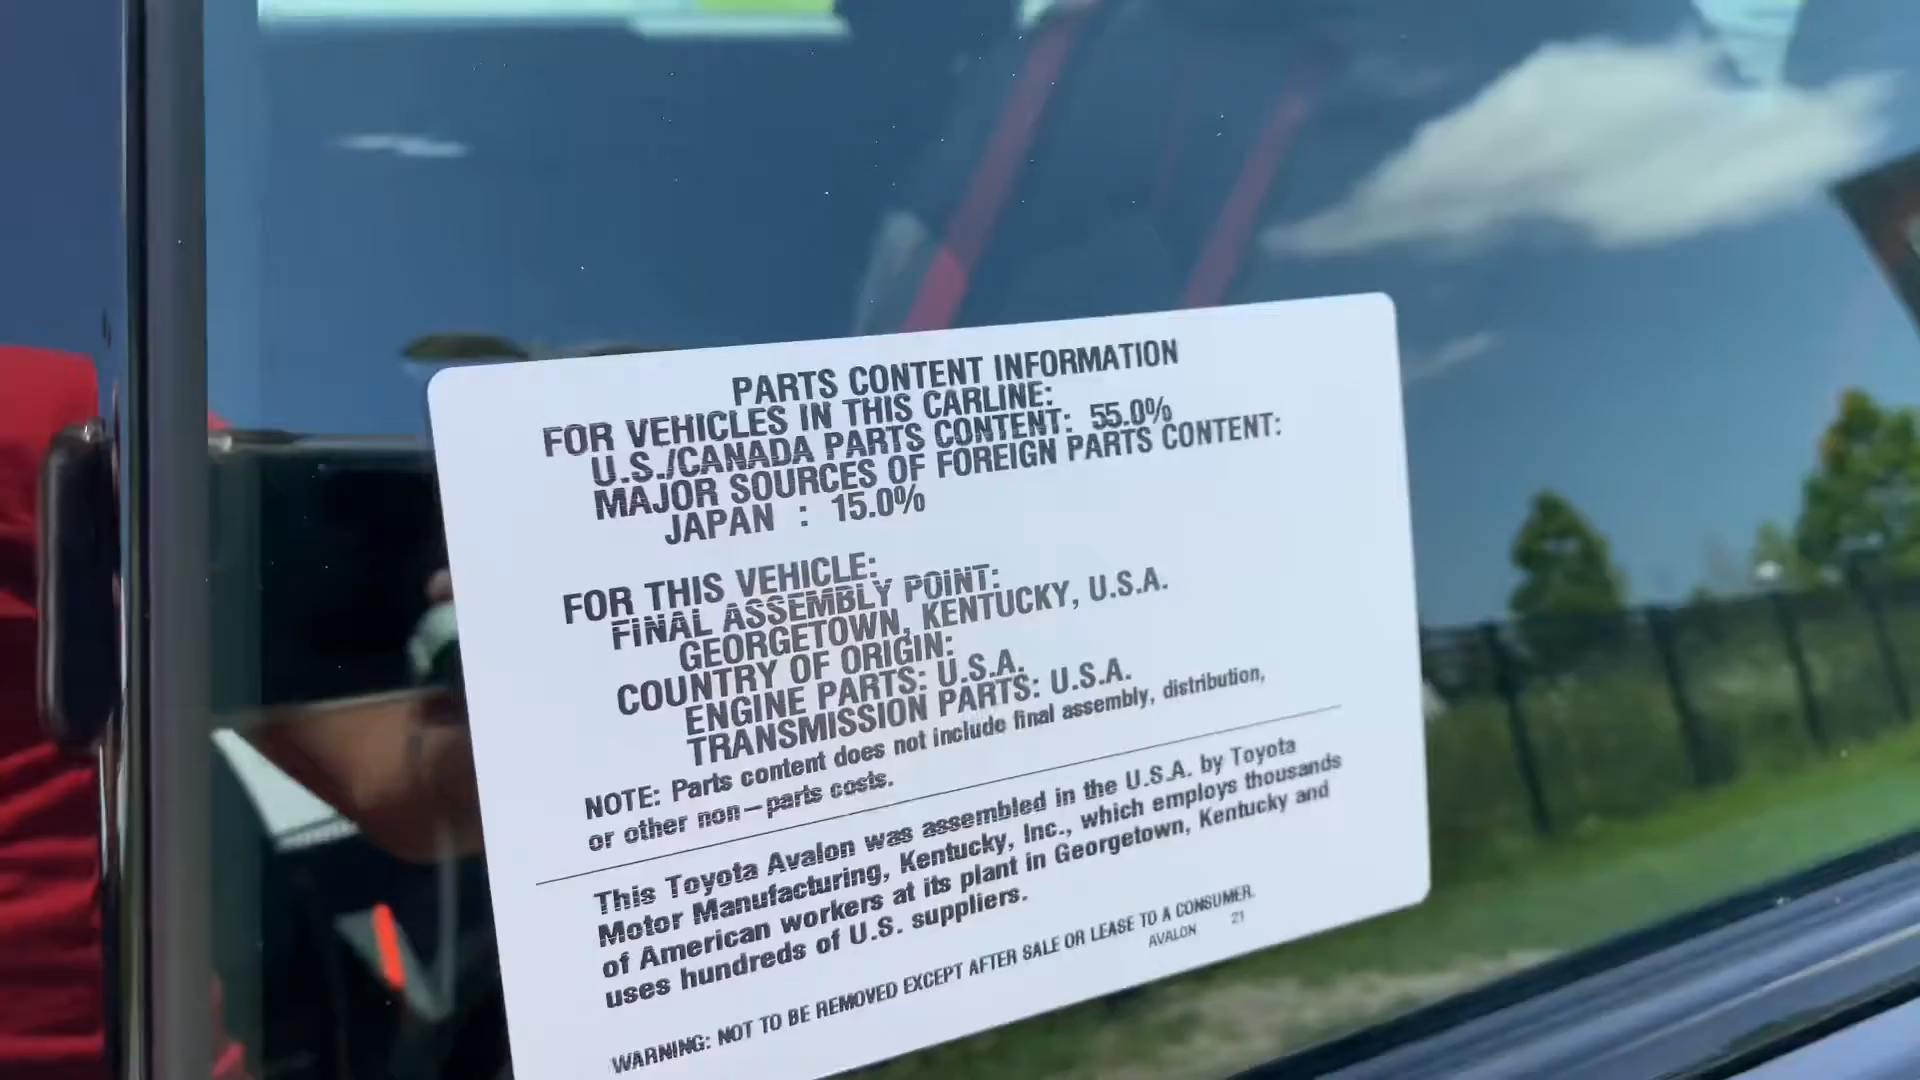 PARTS CONTENT INFORMATION
FOR VEHICLES IN THIS CARLINE:
U.S./CANADA PARTS CONTENT: 55.0%
MAJOR SOURCES OF FOREIGN PARTS CONTENT:
JAPAN : 15.0%
FOR THIS VEHICLE:
FINAL ASSEMBLY POINT:
GEORGETOWN, KENTUCKY, U.S.A.
COUNTRY OF ORIGIN:
ENGINE PARTS: U.S.A.
TRANSMISSION PARTS: U.S.A.
NOTE: Parts content does not include final assembly, distribution,
or other non-parts costs.
This Toyota Avalon was assembled in the U.S.A. by Toyota
Motor Manufacturing, Kentucky, Inc., which employs thousands
of American workers at its plant in Georgetown, Kentucky and
uses hundreds of U.S. suppliers.
WARNING: NOT TO BE REMOVED EXCEPT AFTER SALE OR LEASE TO A CONSUMER.
AVALON 21